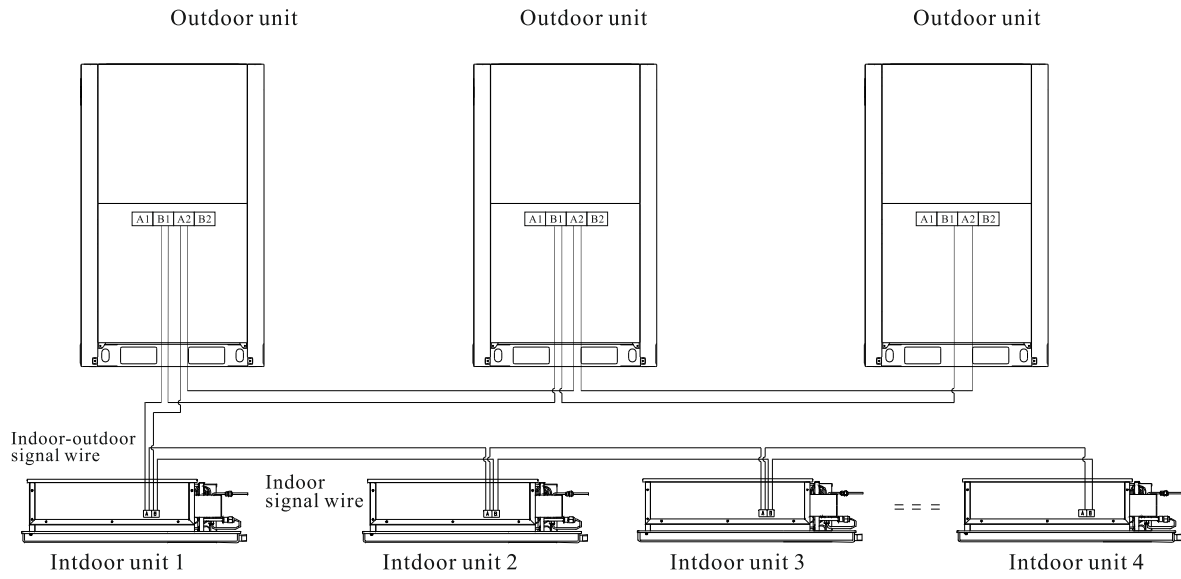 Outdoor unit Outdoor unit Outdoor unit
A1 B1 A2 B2 A1 B1 A2 B2 A1 B1 A2 B2
Indoor-outdoor
signal wire
Indoor
signal wire
A B A B A B A B
Intdoor unit 1 Intdoor unit 2 Intdoor unit 3 Intdoor unit 4